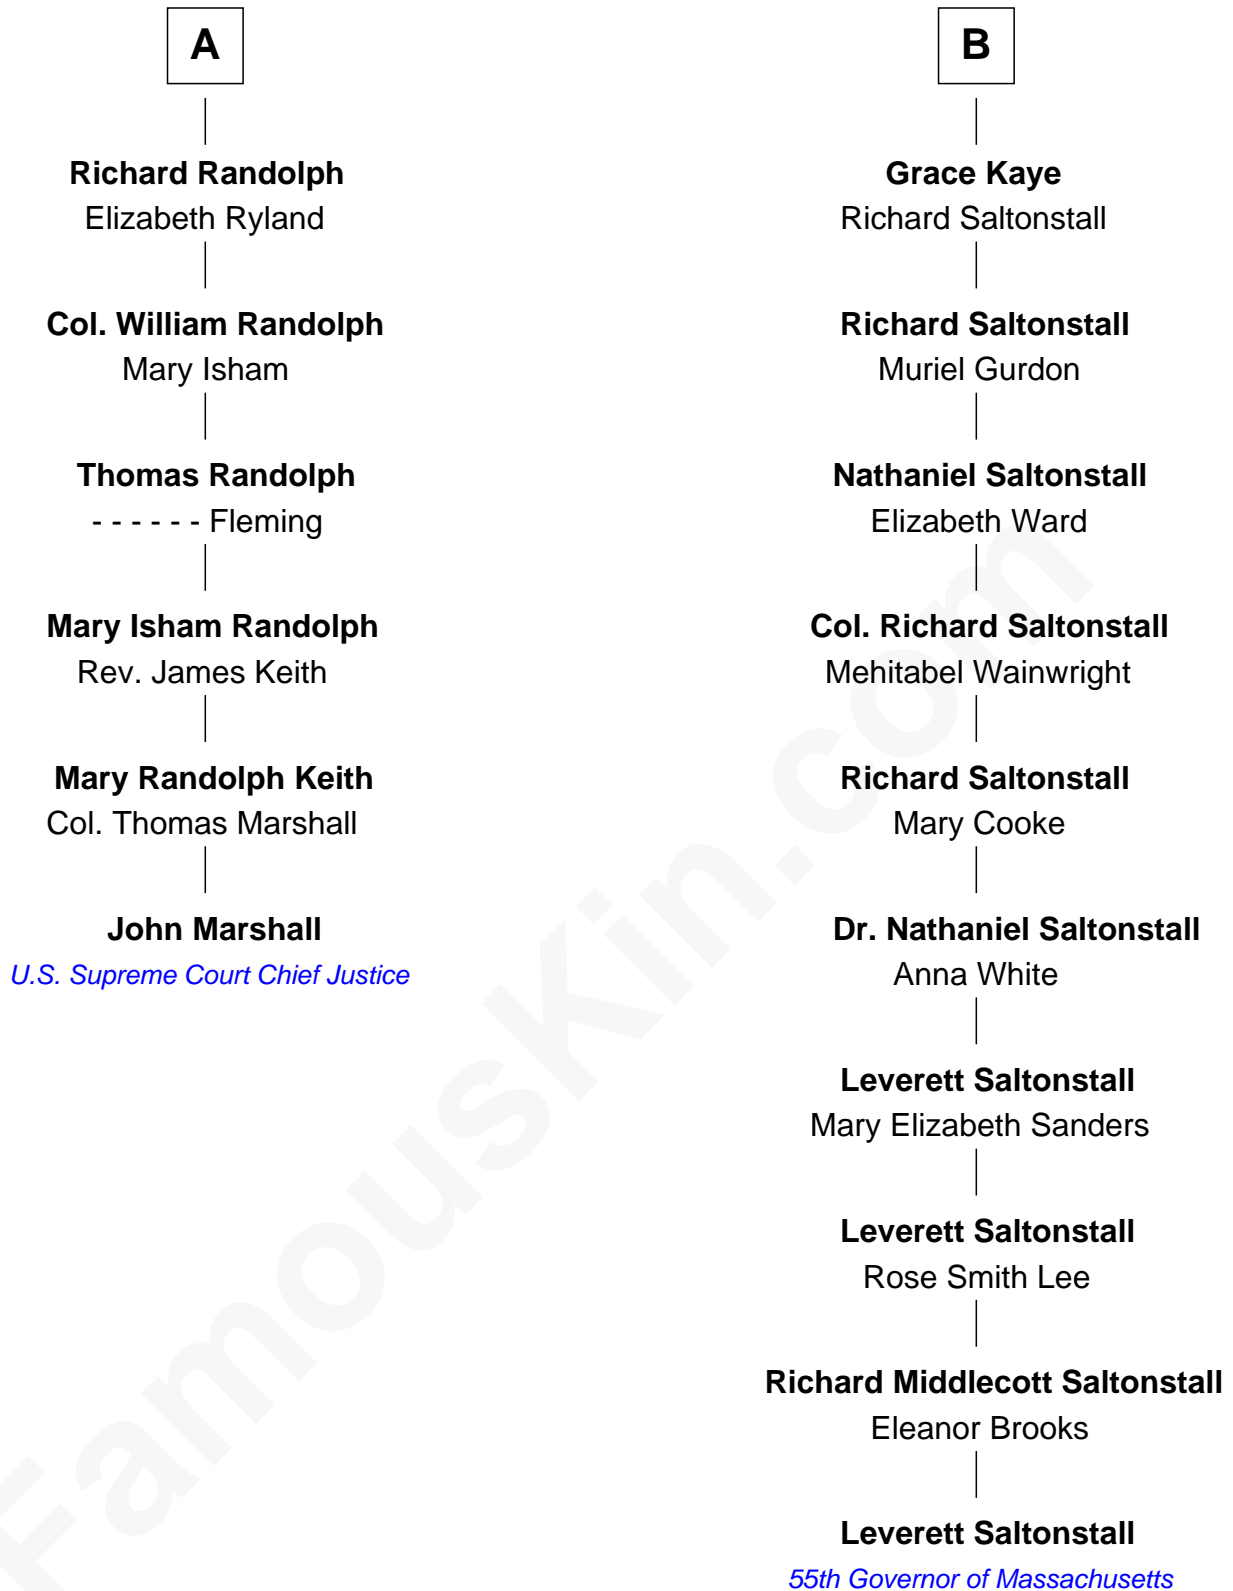 A
Richard Randolph
Elizabeth Ryland
Col. William Randolph
Mary Isham
Thomas Randolph
- - - - - - Fleming
Mary Isham Randolph
Rev. James Keith
Mary Randolph Keith
Col. Thomas Marshall
John Marshall
U.S. Supreme Court Chief Justice
B
Grace Kaye
Richard Saltonstall
Richard Saltonstall
Muriel Gurdon
Nathaniel Saltonstall
Elizabeth Ward
Col. Richard Saltonstall
Mehitabel Wainwright
Richard Saltonstall
Mary Cooke
Dr. Nathaniel Saltonstall
Anna White
Leverett Saltonstall
Mary Elizabeth Sanders
Leverett Saltonstall
Rose Smith Lee
Richard Middlecott Saltonstall
Eleanor Brooks
Leverett Saltonstall
55th Governor of Massachusetts
FamousKin.com